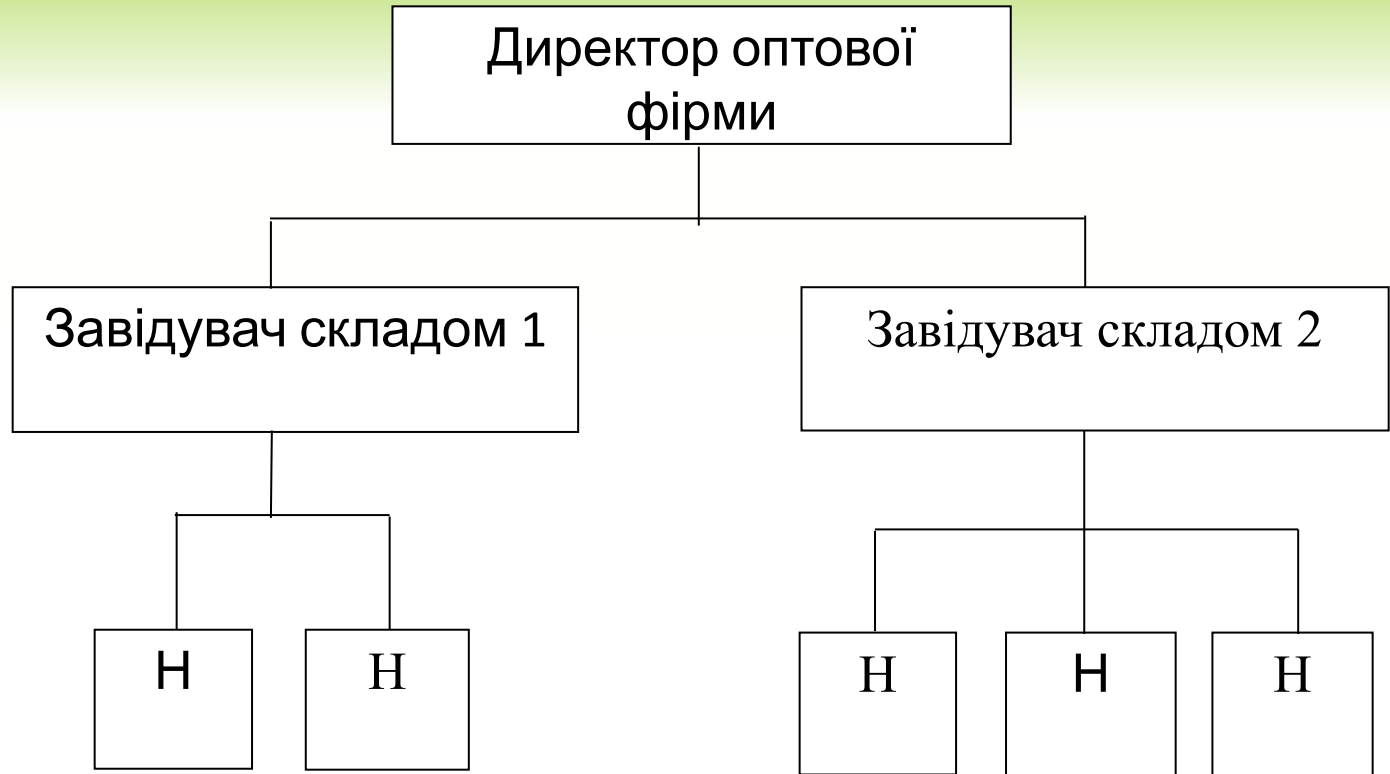 Директор оптової
фірми
Завідувач складом 1
Завідувач складом 2
Н
Н
Н
Н
Н